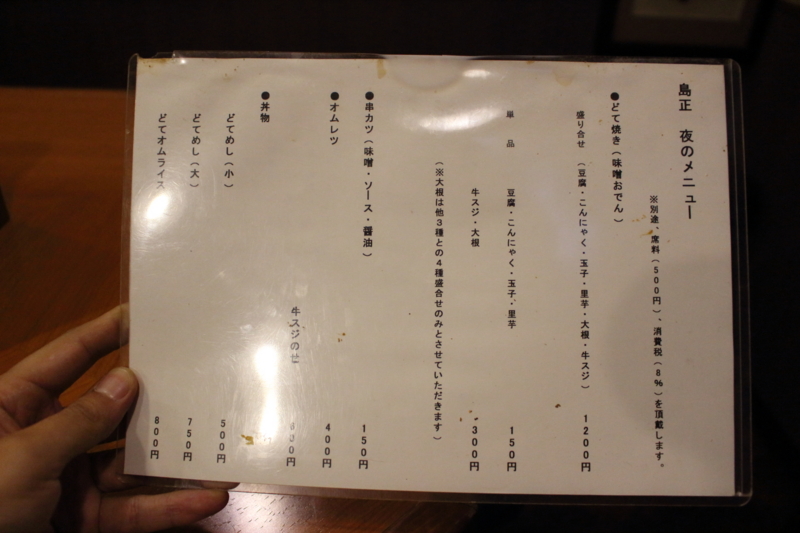 島正　夜のメニュー
※別途、席料(500円)、消費税(8%)を頂戴します。
●どて焼き(味噌おでん)
盛り合せ (豆腐・こんにゃく・玉子・里芋・大根・牛スジ) 1200円
単品 豆腐・こんにゃく・玉子・里芋 150円
牛スジ・大根 300円
(※大根は他3種との4種盛合せのみとさせていただきます)
●串カツ(味噌・ソース・醤油) 150円
●オムレツ 400円
牛スジのせ 円
●丼物
どてめし(小) 500円
どてめし(大) 750円
どてオムライス 800円